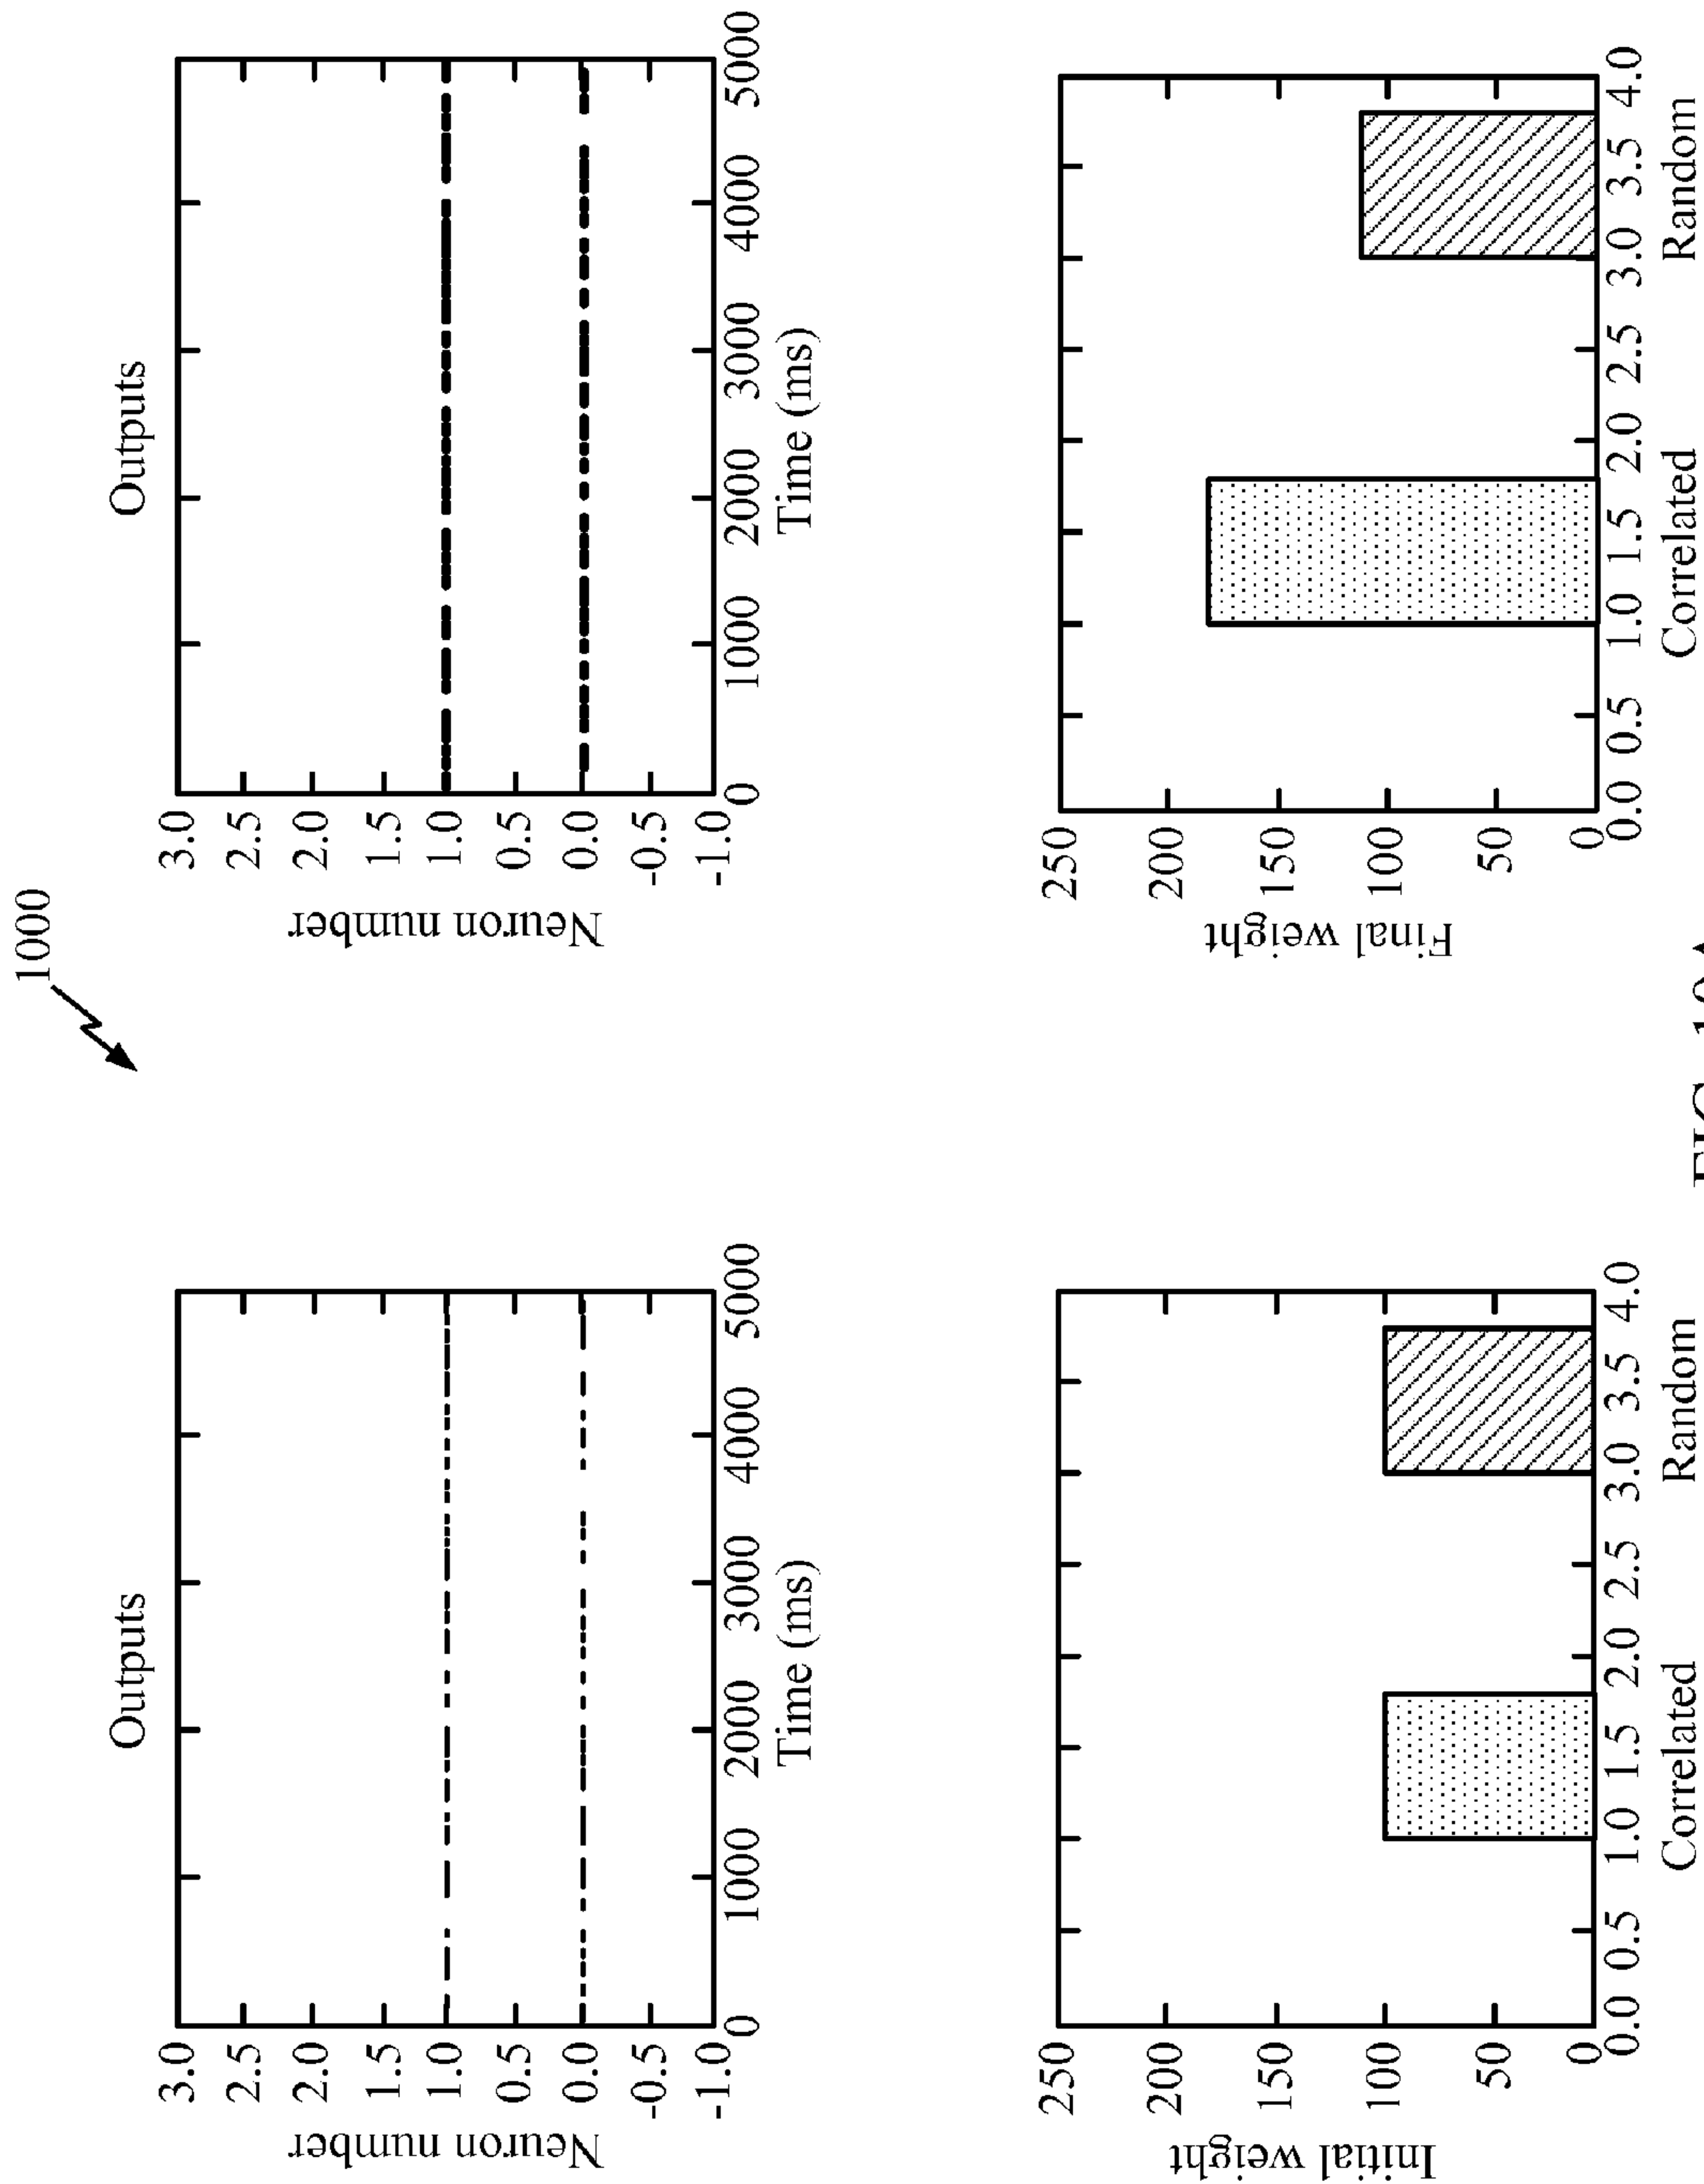 1000
Outputs
Neuron number
3.0
2.5
2.0
1.5
1.0
0.5
0.0
-0.5
-1.0
0 1000 2000 3000 4000 5000
Time (ms)
Outputs
Neuron number
3.0
2.5
2.0
1.5
1.0
0.5
0.0
-0.5
-1.0
0 1000 2000 3000 4000 5000
Time (ms)
Initial weight
250
200
150
100
50
0
0.0 0.5 1.0 1.5 2.0 2.5 3.0 3.5 4.0
Correlated Random
Final weight
250
200
150
100
50
0
0.0 0.5 1.0 1.5 2.0 2.5 3.0 3.5 4.0
Correlated Random
FIG. 10A